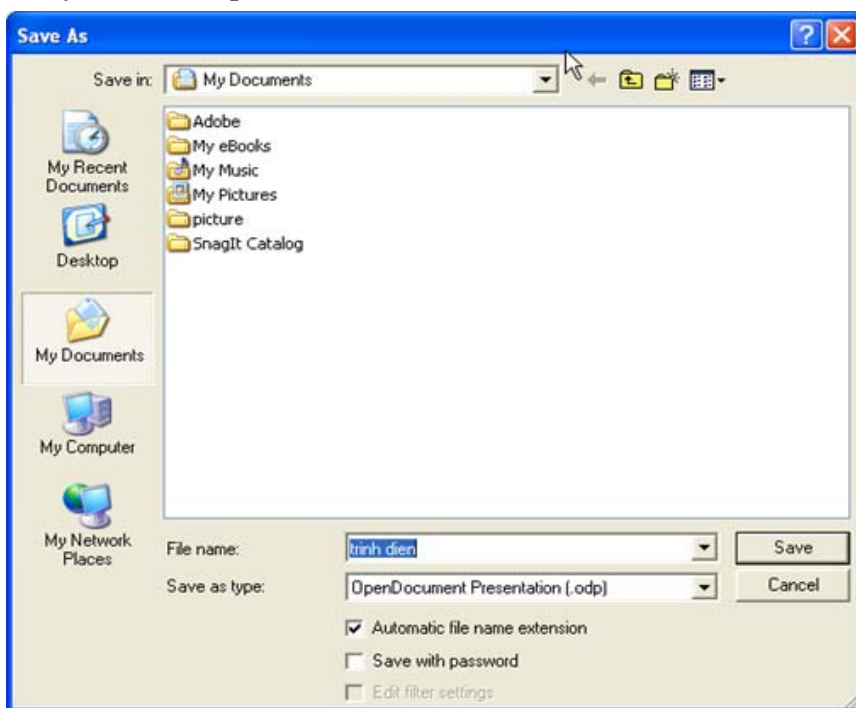 Save As
Save in:
My Documents
My Recent
Documents
Desktop
My Documents
My Computer
My Network
Places
Adobe
My eBooks
My Music
My Pictures
picture
SnagIt Catalog
File name:
trinh dien
Save
Save as type:
OpenDocument Presentation (.odp)
Cancel
Automatic file name extension
Save with password
Edit filter settings